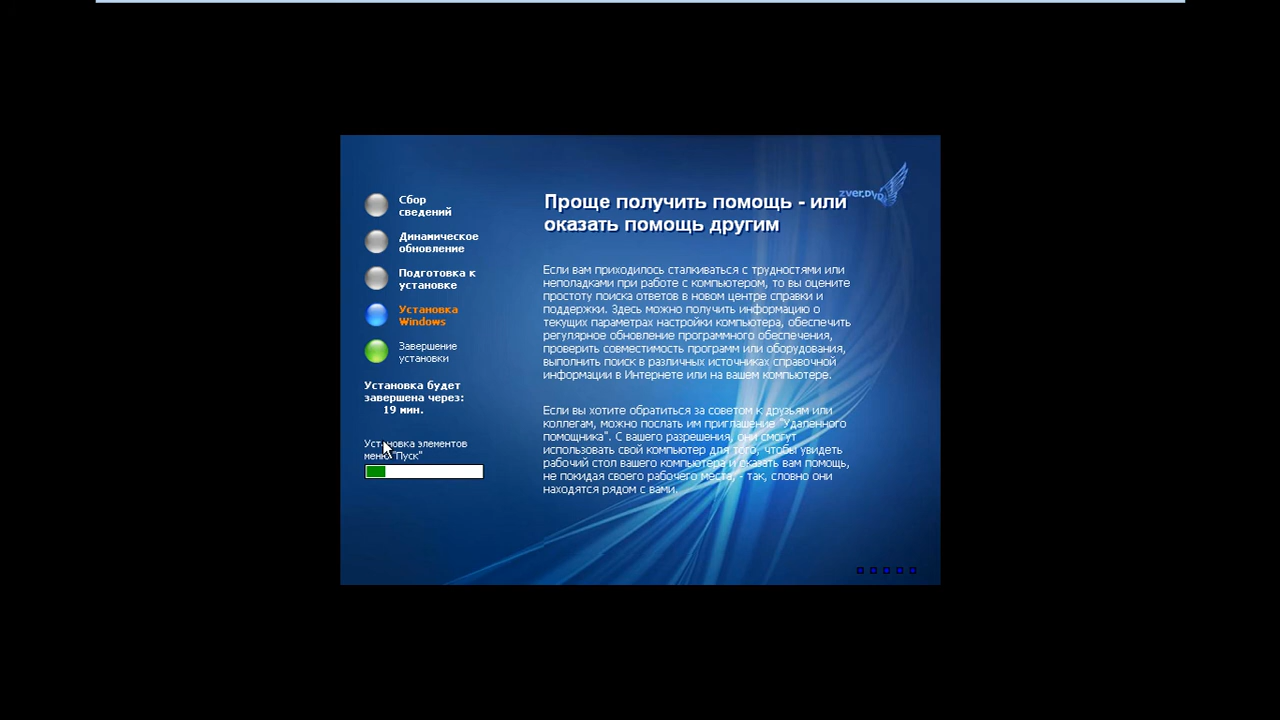 Сбор
сведений
Динамическое
обновление
Подготовка к
установке
Установка
Windows
Завершение
установки
Установка будет
завершена через:
19 мин.
Установка элементов
меню "Пуск"
zver.DVD
Проще получить помощь - или
оказать помощь другим
Если вам приходилось сталкиваться с трудностями или
неполадками при работе с компьютером, то вы оцените
простоту поиска ответов в новом центре справки и
поддержки. Здесь можно получить информацию о
текущих параметрах настройки компьютера, обеспечить
регулярное обновление программного обеспечения,
проверить совместимость программ или оборудования,
выполнить поиск в различных источниках справочной
информации в Интернете или на вашем компьютере.
Если вы хотите обратиться за советом к друзьям или
коллегам, можно послать им приглашение "Удаленного
помощника". С вашего разрешения, они смогут
использовать свой компьютер для того, чтобы увидеть
рабочий стол вашего компьютера и оказать вам помощь,
не покидая своего рабочего места, - так, словно они
находятся рядом с вами.